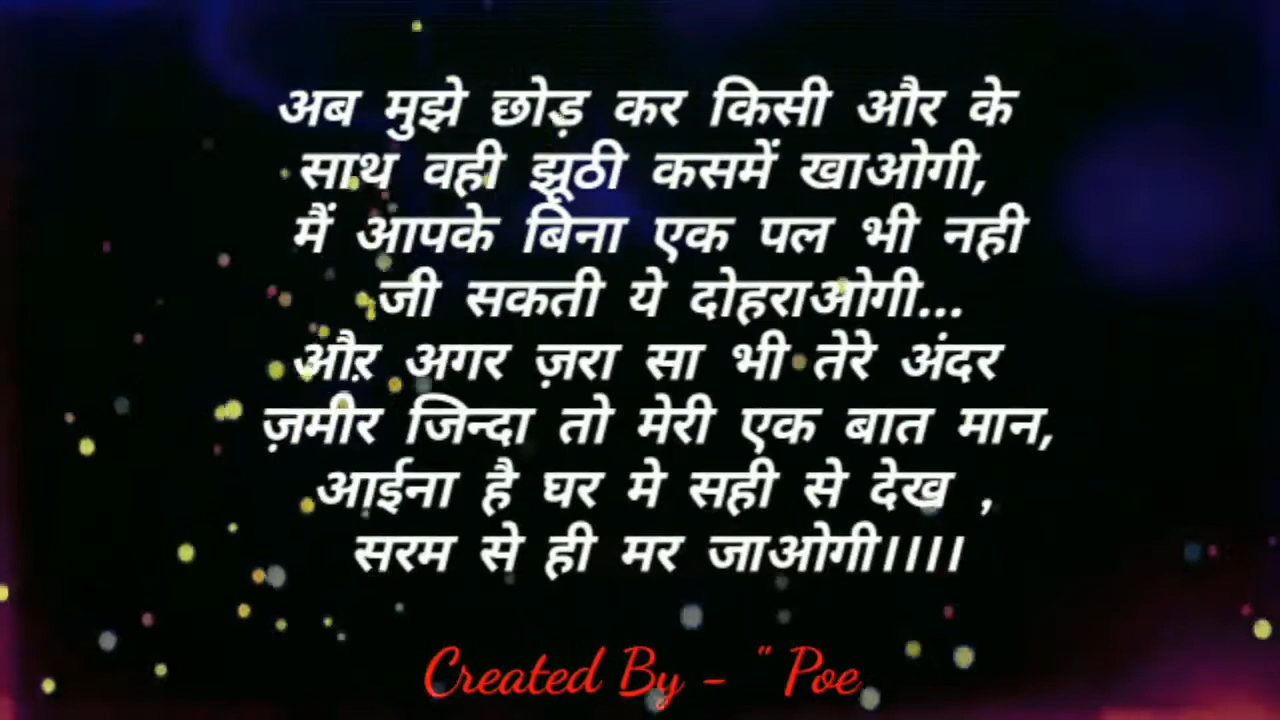 अब मुझे छोड़ कर किसी और के
साथ वही झूठी कसमें खाओगी,
मैं आपके बिना एक पल भी नही
जी सकती ये दोहराओगी...
औऱ अगर ज़रा सा भी तेरे अंदर
ज़मीर जिन्दा तो मेरी एक बात मान,
आईना है घर मे सही से देख ,
सरम से ही मर जाओगी।।।।
Created By - " Poe